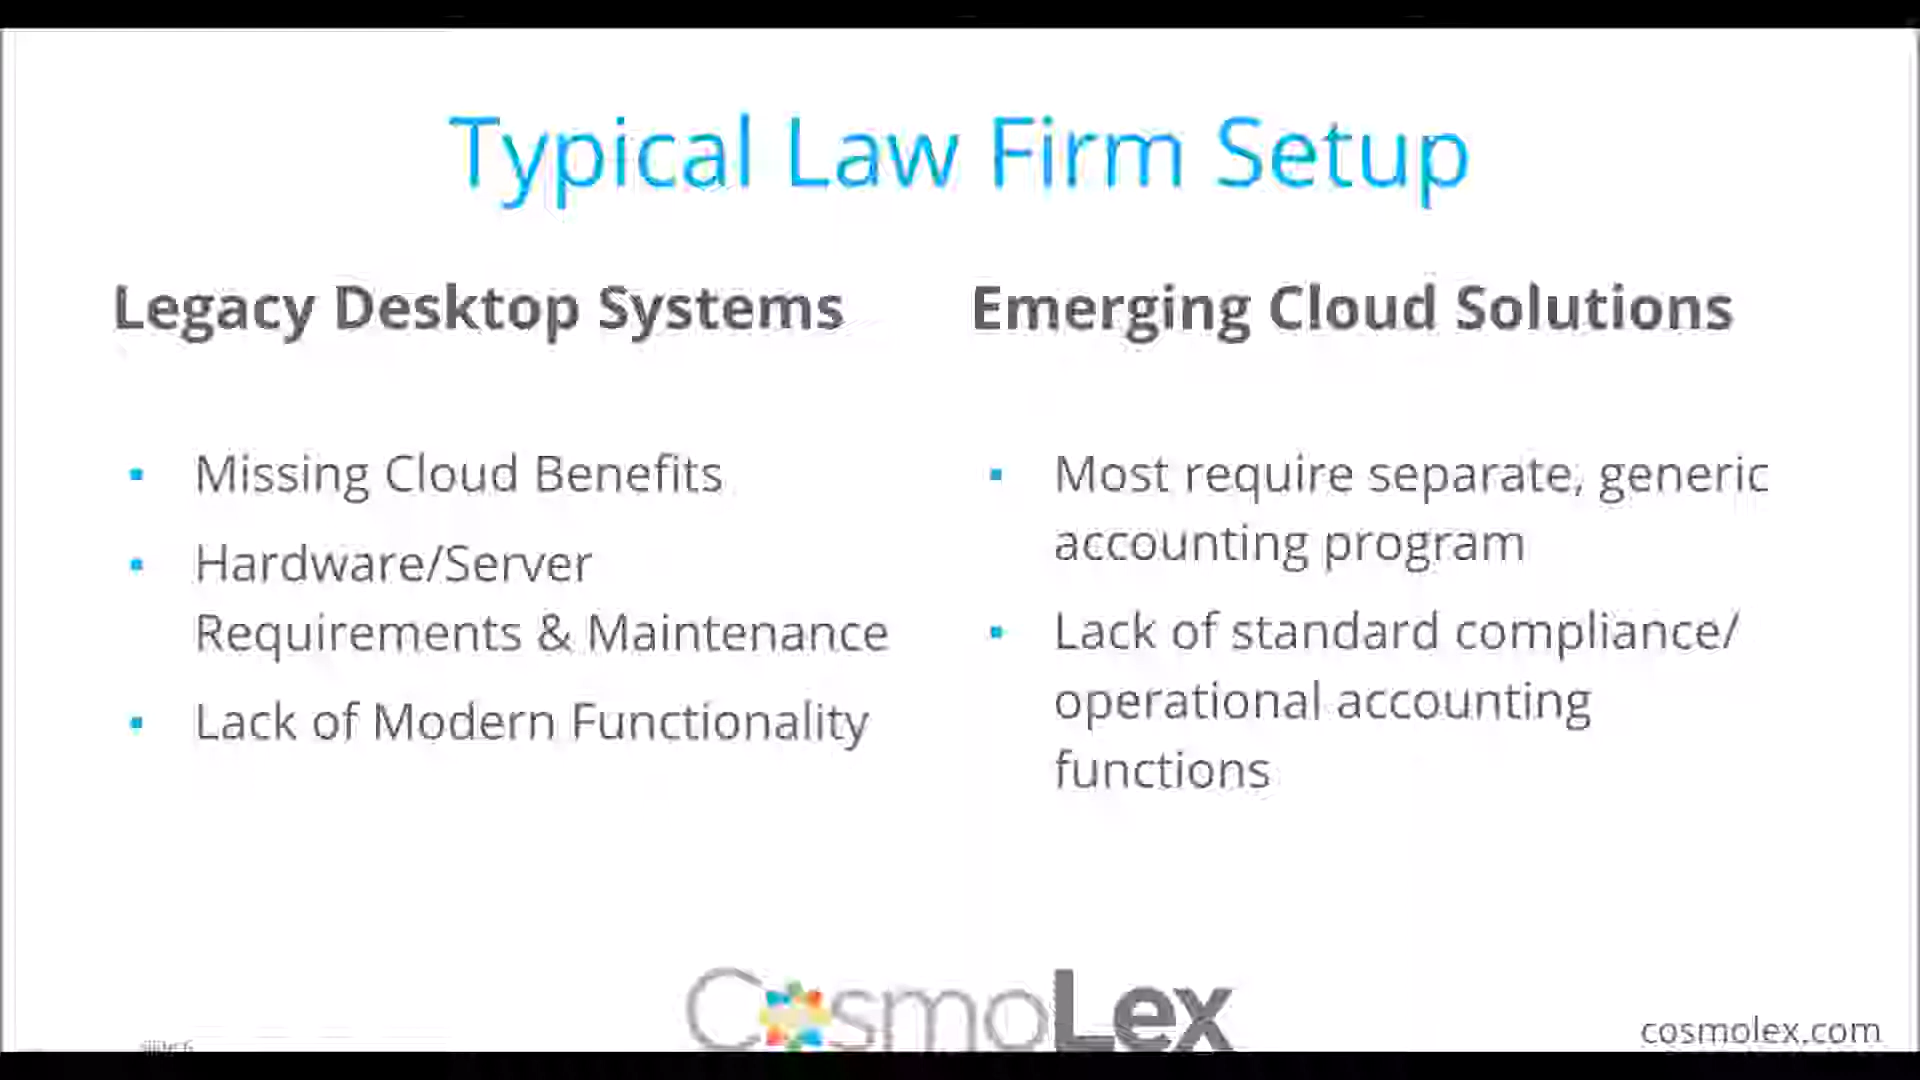 Typical Law Firm Setup
Legacy Desktop Systems
Missing Cloud Benefits
Hardware/Server
Requirements & Maintenance
Lack of Modern Functionality
Emerging Cloud Solutions
Most require separate, generic
accounting program
Lack of standard compliance/
operational accounting
functions
CosmoLex
cosmolex.com